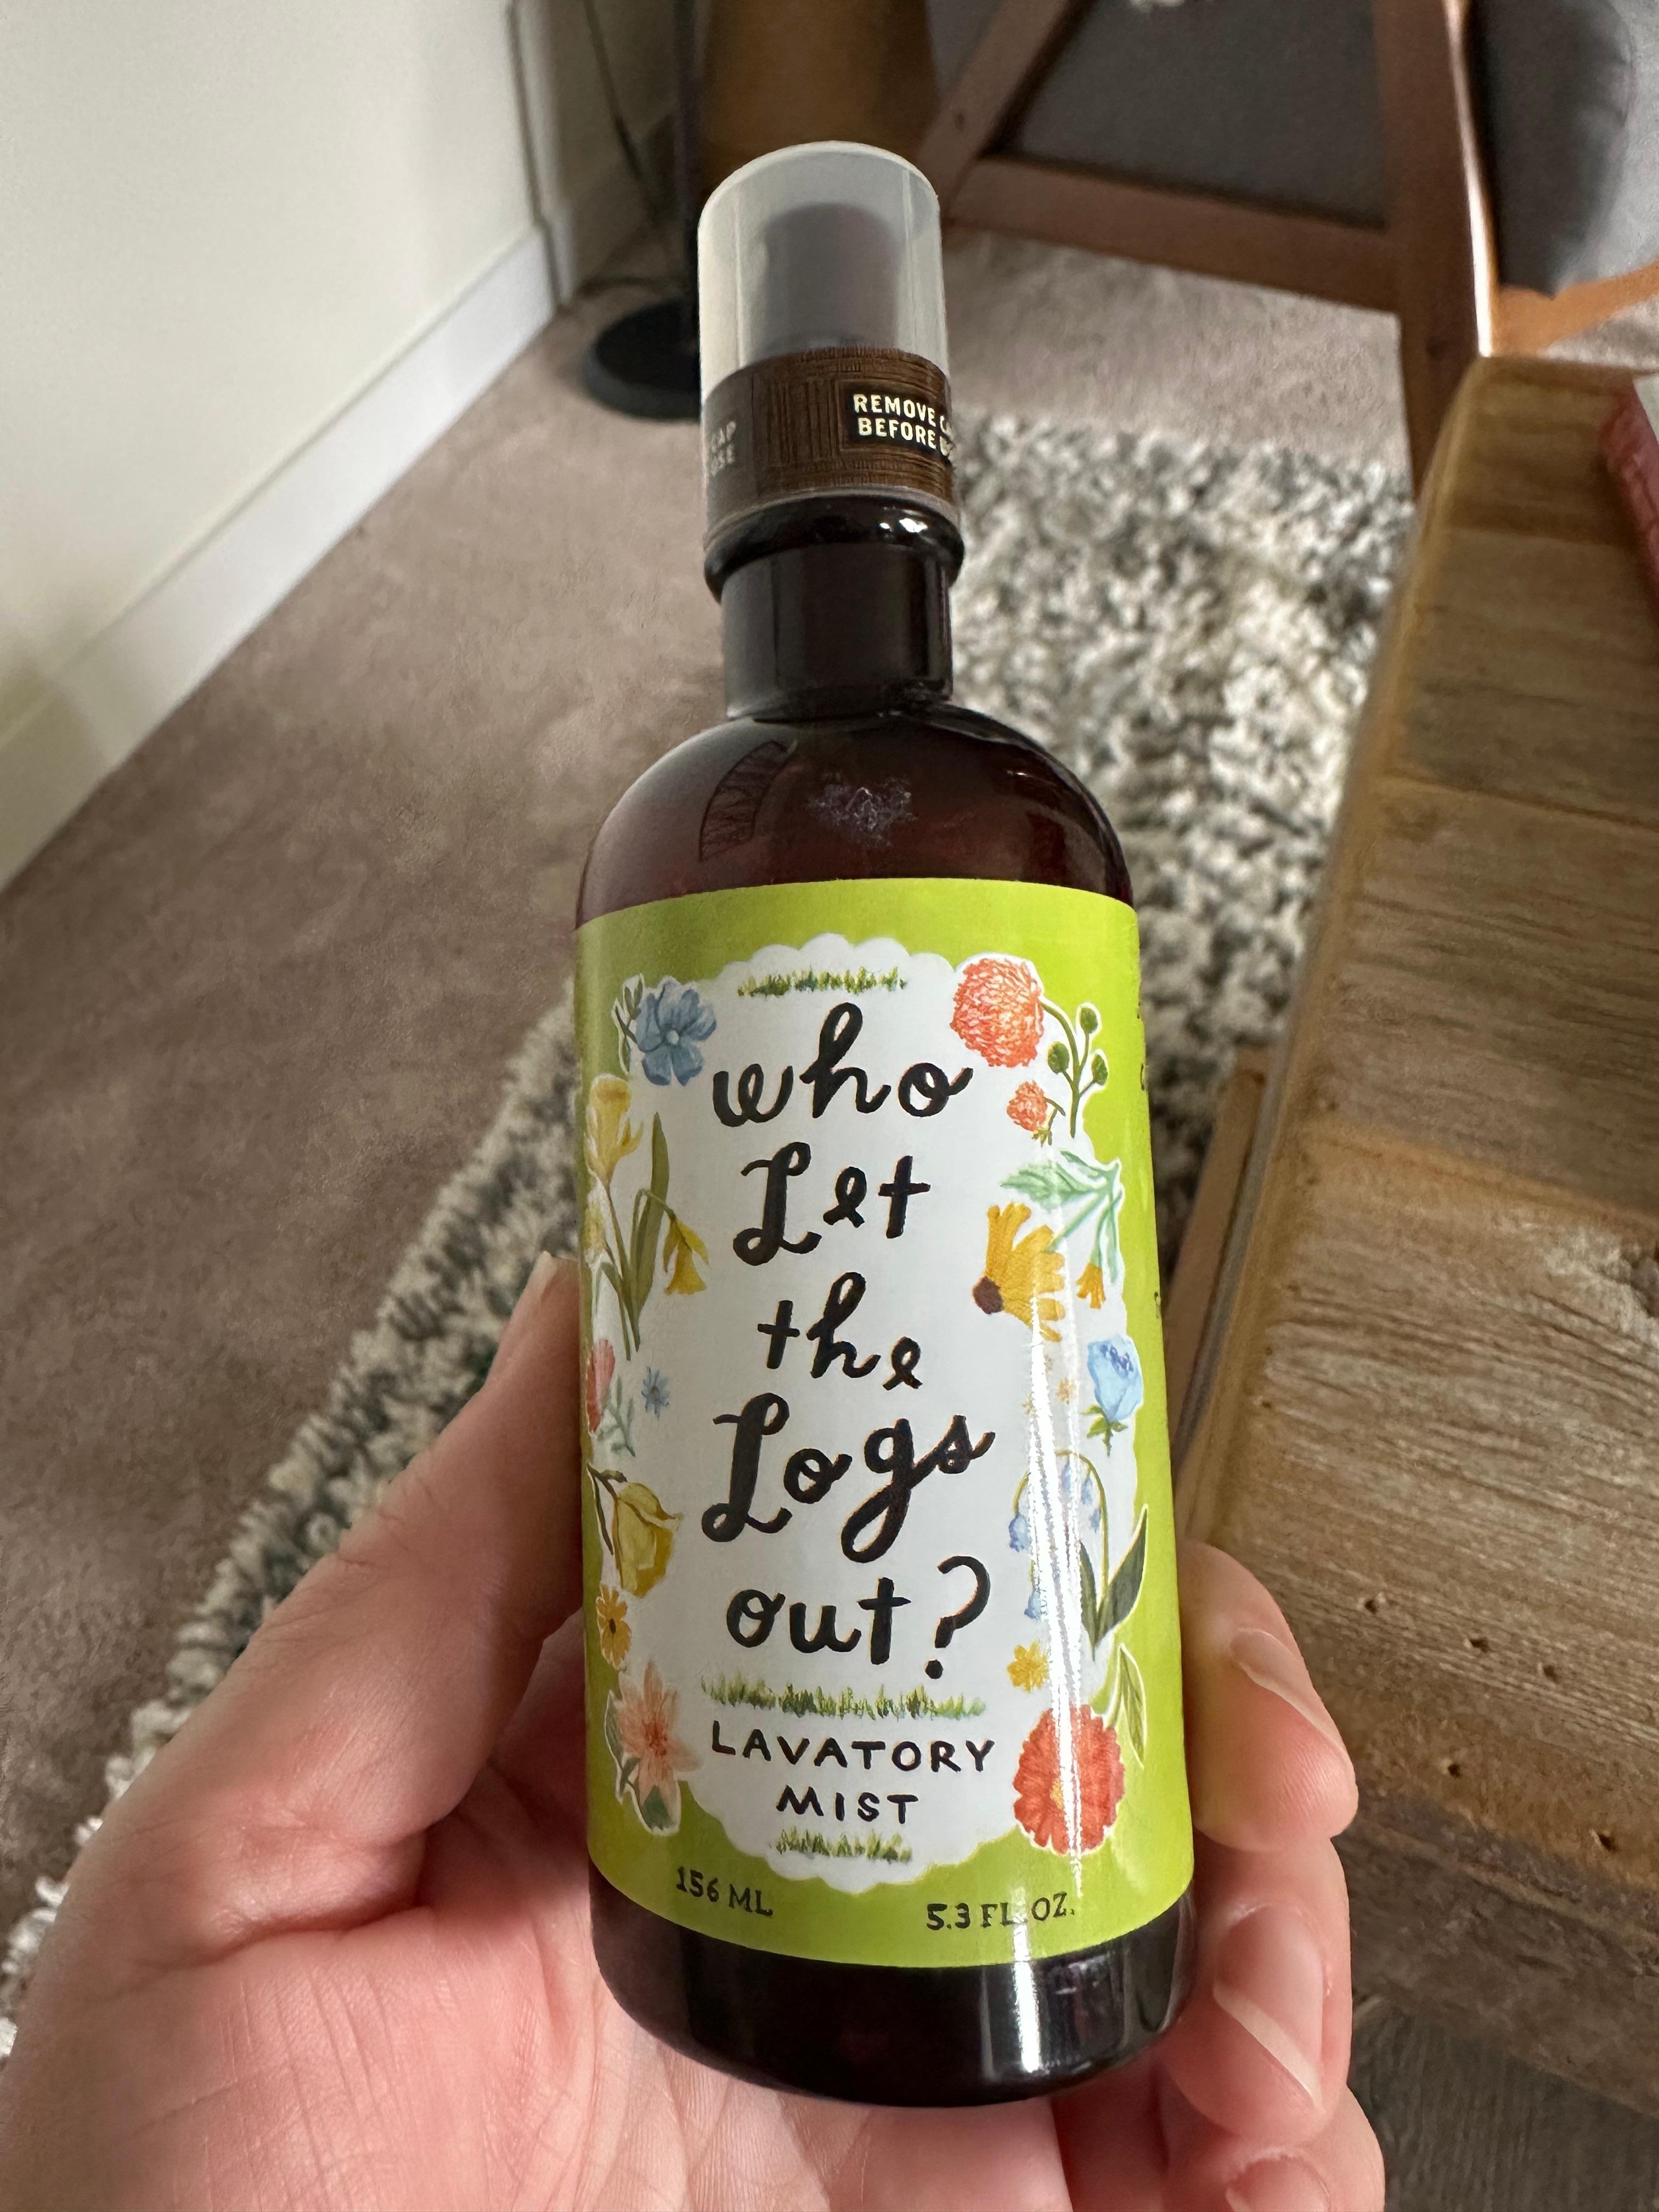 REMOVE
BEFORE
who
Let
the
Logs
out?
LAVATORY
MIST
156 ML
5.3 FL. OZ.